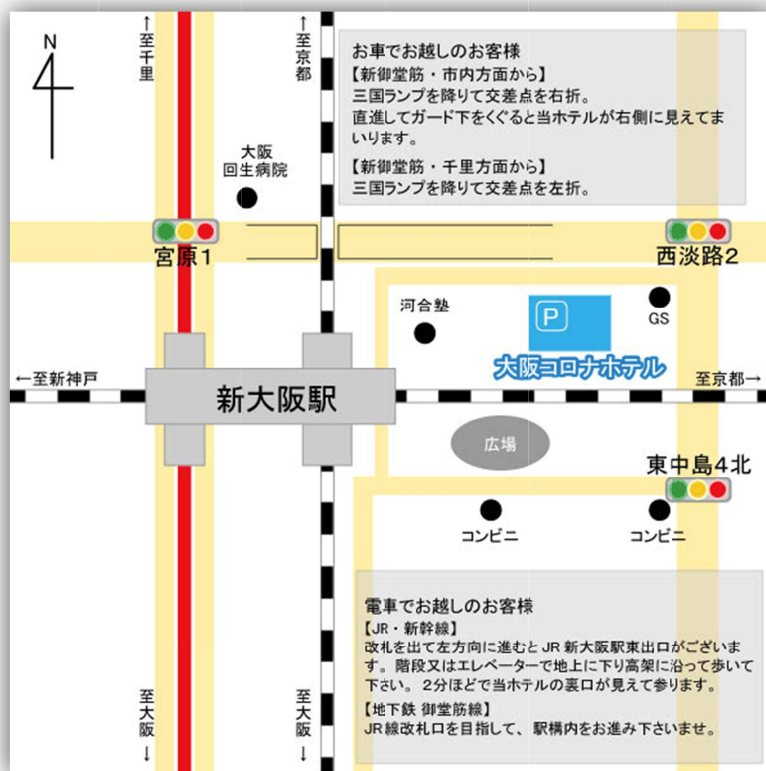 N
←至千里
←至京都
お車でお越しのお客様
【新御堂筋・市内方面から】
三国ランプを降りて交差点を右折。
直進してガード下をくぐると当ホテルが右側に見えてま
いります。
【新御堂筋・千里方面から】
三国ランプを降りて交差点を左折。
大阪
回生病院
宮原1
西淡路2
河合塾
P
GS
大阪コロナホテル
←至新神戸
新大阪駅
至京都→
広場
東中島4北
コンビニ
コンビニ
電車でお越しのお客様
【JR・新幹線】
改札を出て左方向に進むと JR 新大阪駅東出口がございま
す。階段又はエレベーターで地上に下り高架に沿って歩いて
下さい。 2分ほどで当ホテルの裏口が見えて参ります。
【地下鉄 御堂筋線】
JR線改札口を目指して、 駅構内をお進み下さいませ。
至大阪→
至大阪→